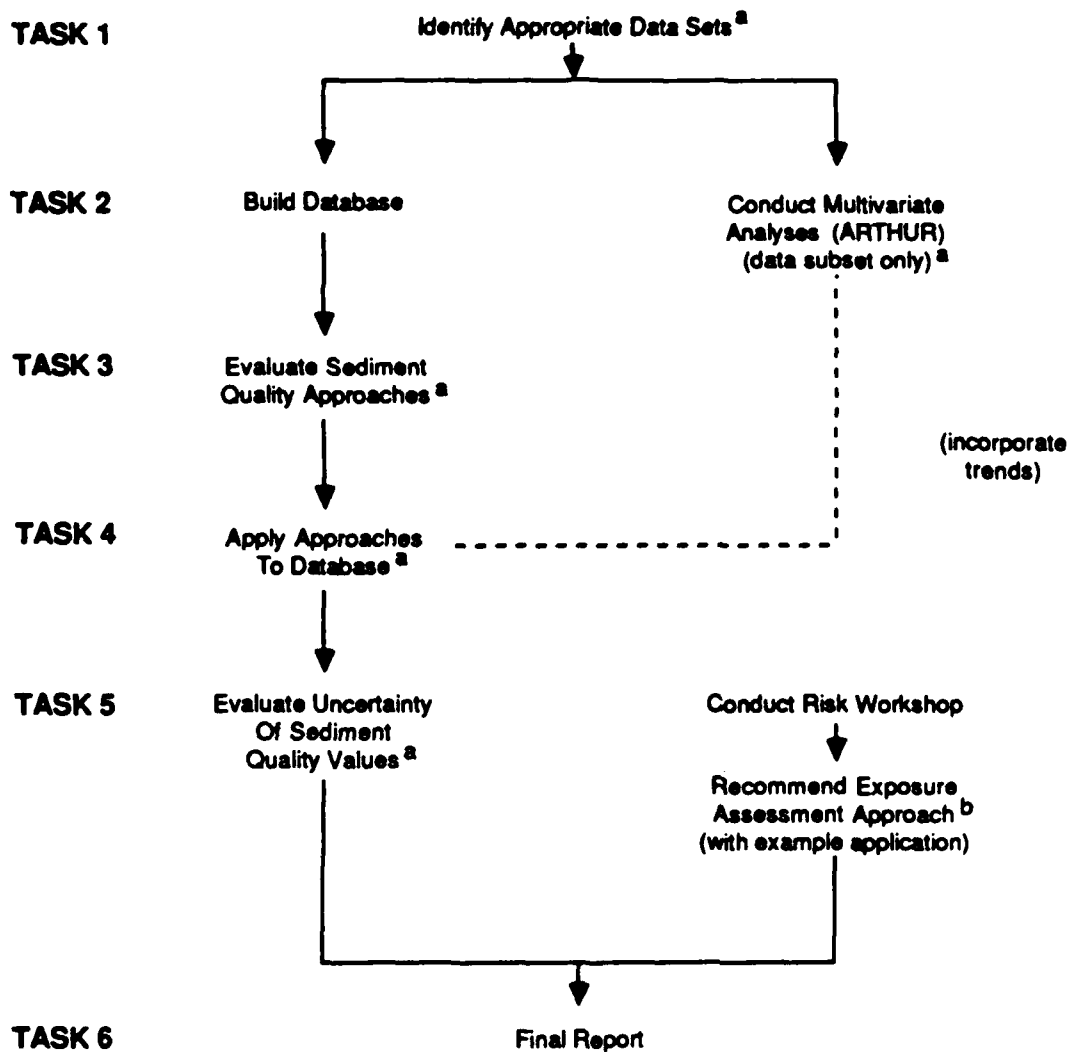 TASK 1
Identify Appropriate Data Sets a
TASK 2
Build Database
Conduct Multivariate
Analyses (ARTHUR)
(data subset only) a
TASK 3
Evaluate Sediment
Quality Approaches a
(incorporate
trends)
TASK 4
Apply Approaches
To Database a
TASK 5
Evaluate Uncertainty
Of Sediment
Quality Values a
Conduct Risk Workshop
Recommend Exposure
Assessment Approach b
(with example application)
TASK 6
Final Report